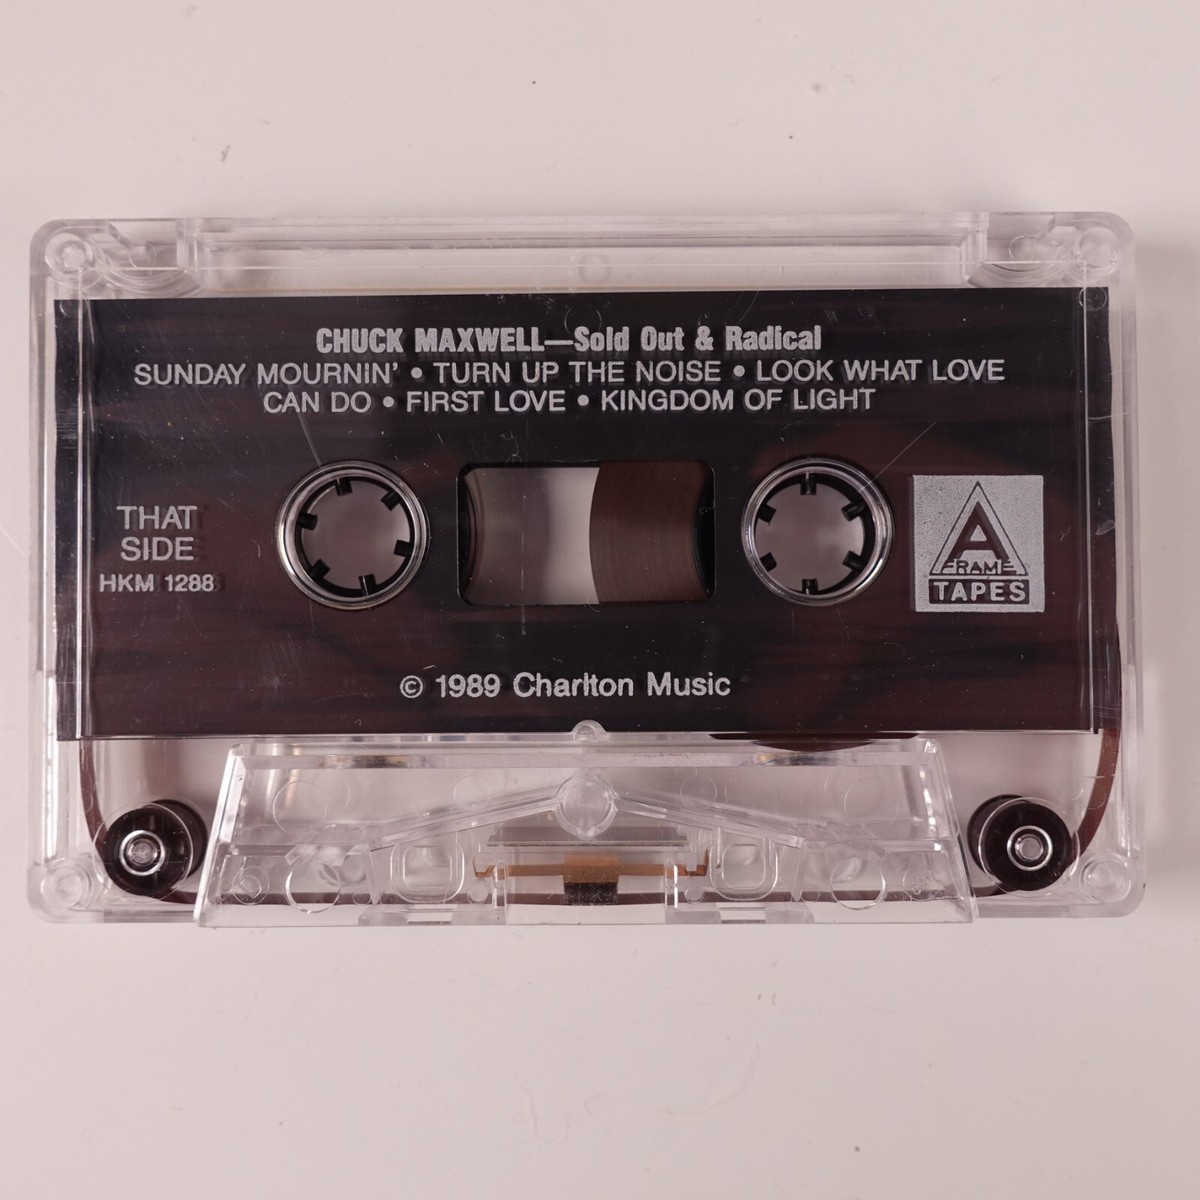 CHUCK MAXWELL—Sold Out & Radical
SUNDAY MOURNIN' • TURN UP THE NOISE • LOOK WHAT LOVE
CAN DO • FIRST LOVE • KINGDOM OF LIGHT
THAT
SIDE
HKM 1288
A
FRAME
TAPES
© 1989 Charlton Music